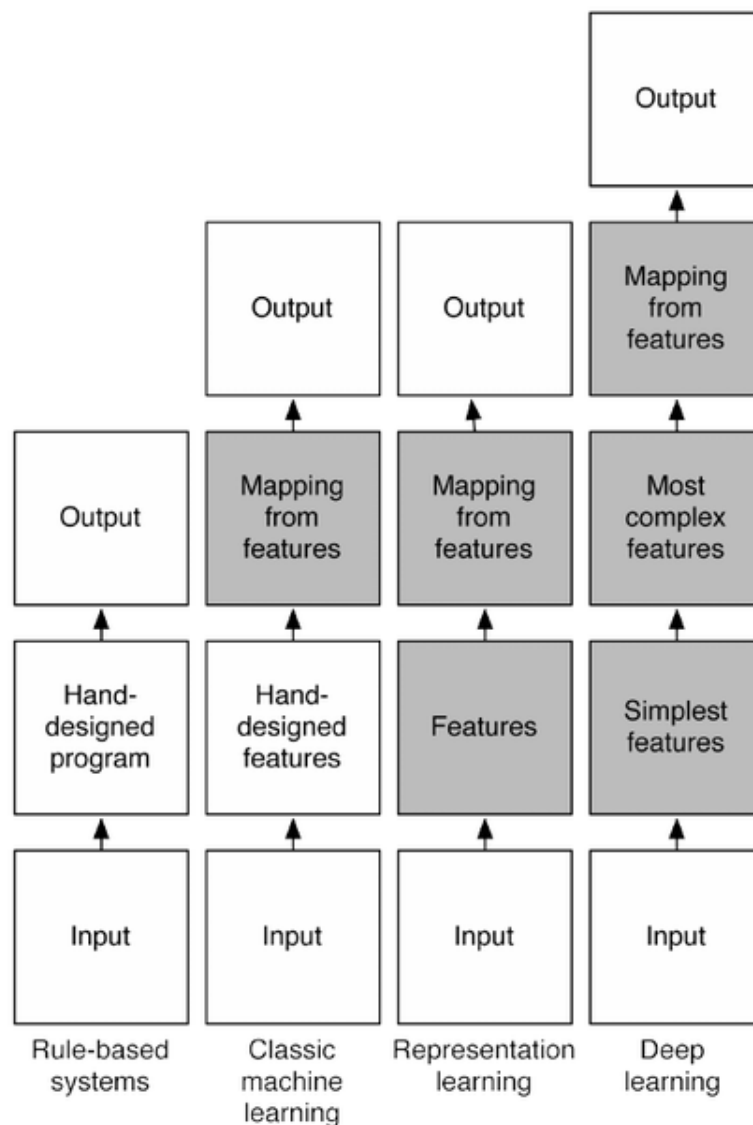 Output
Mapping
from
features
Most
complex
features
Simplest
features
Input
Deep
learning
Output
Mapping
from
features
Features
Input
Representation
learning
Output
Mapping
from
features
Hand-
designed
features
Input
Classic
machine
learning
Output
Hand-
designed
program
Input
Rule-based
systems